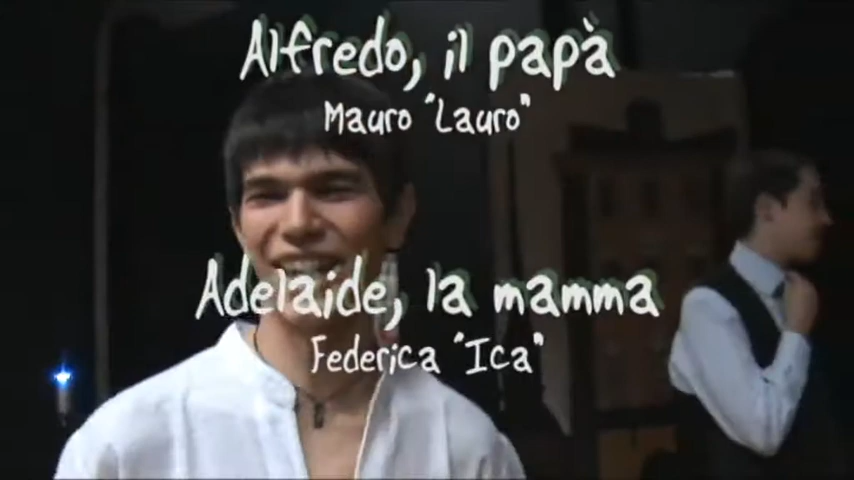 Alfredo, il papà
Mauro "Lauro"
Adelaide, la mamma
Federica "Ica"